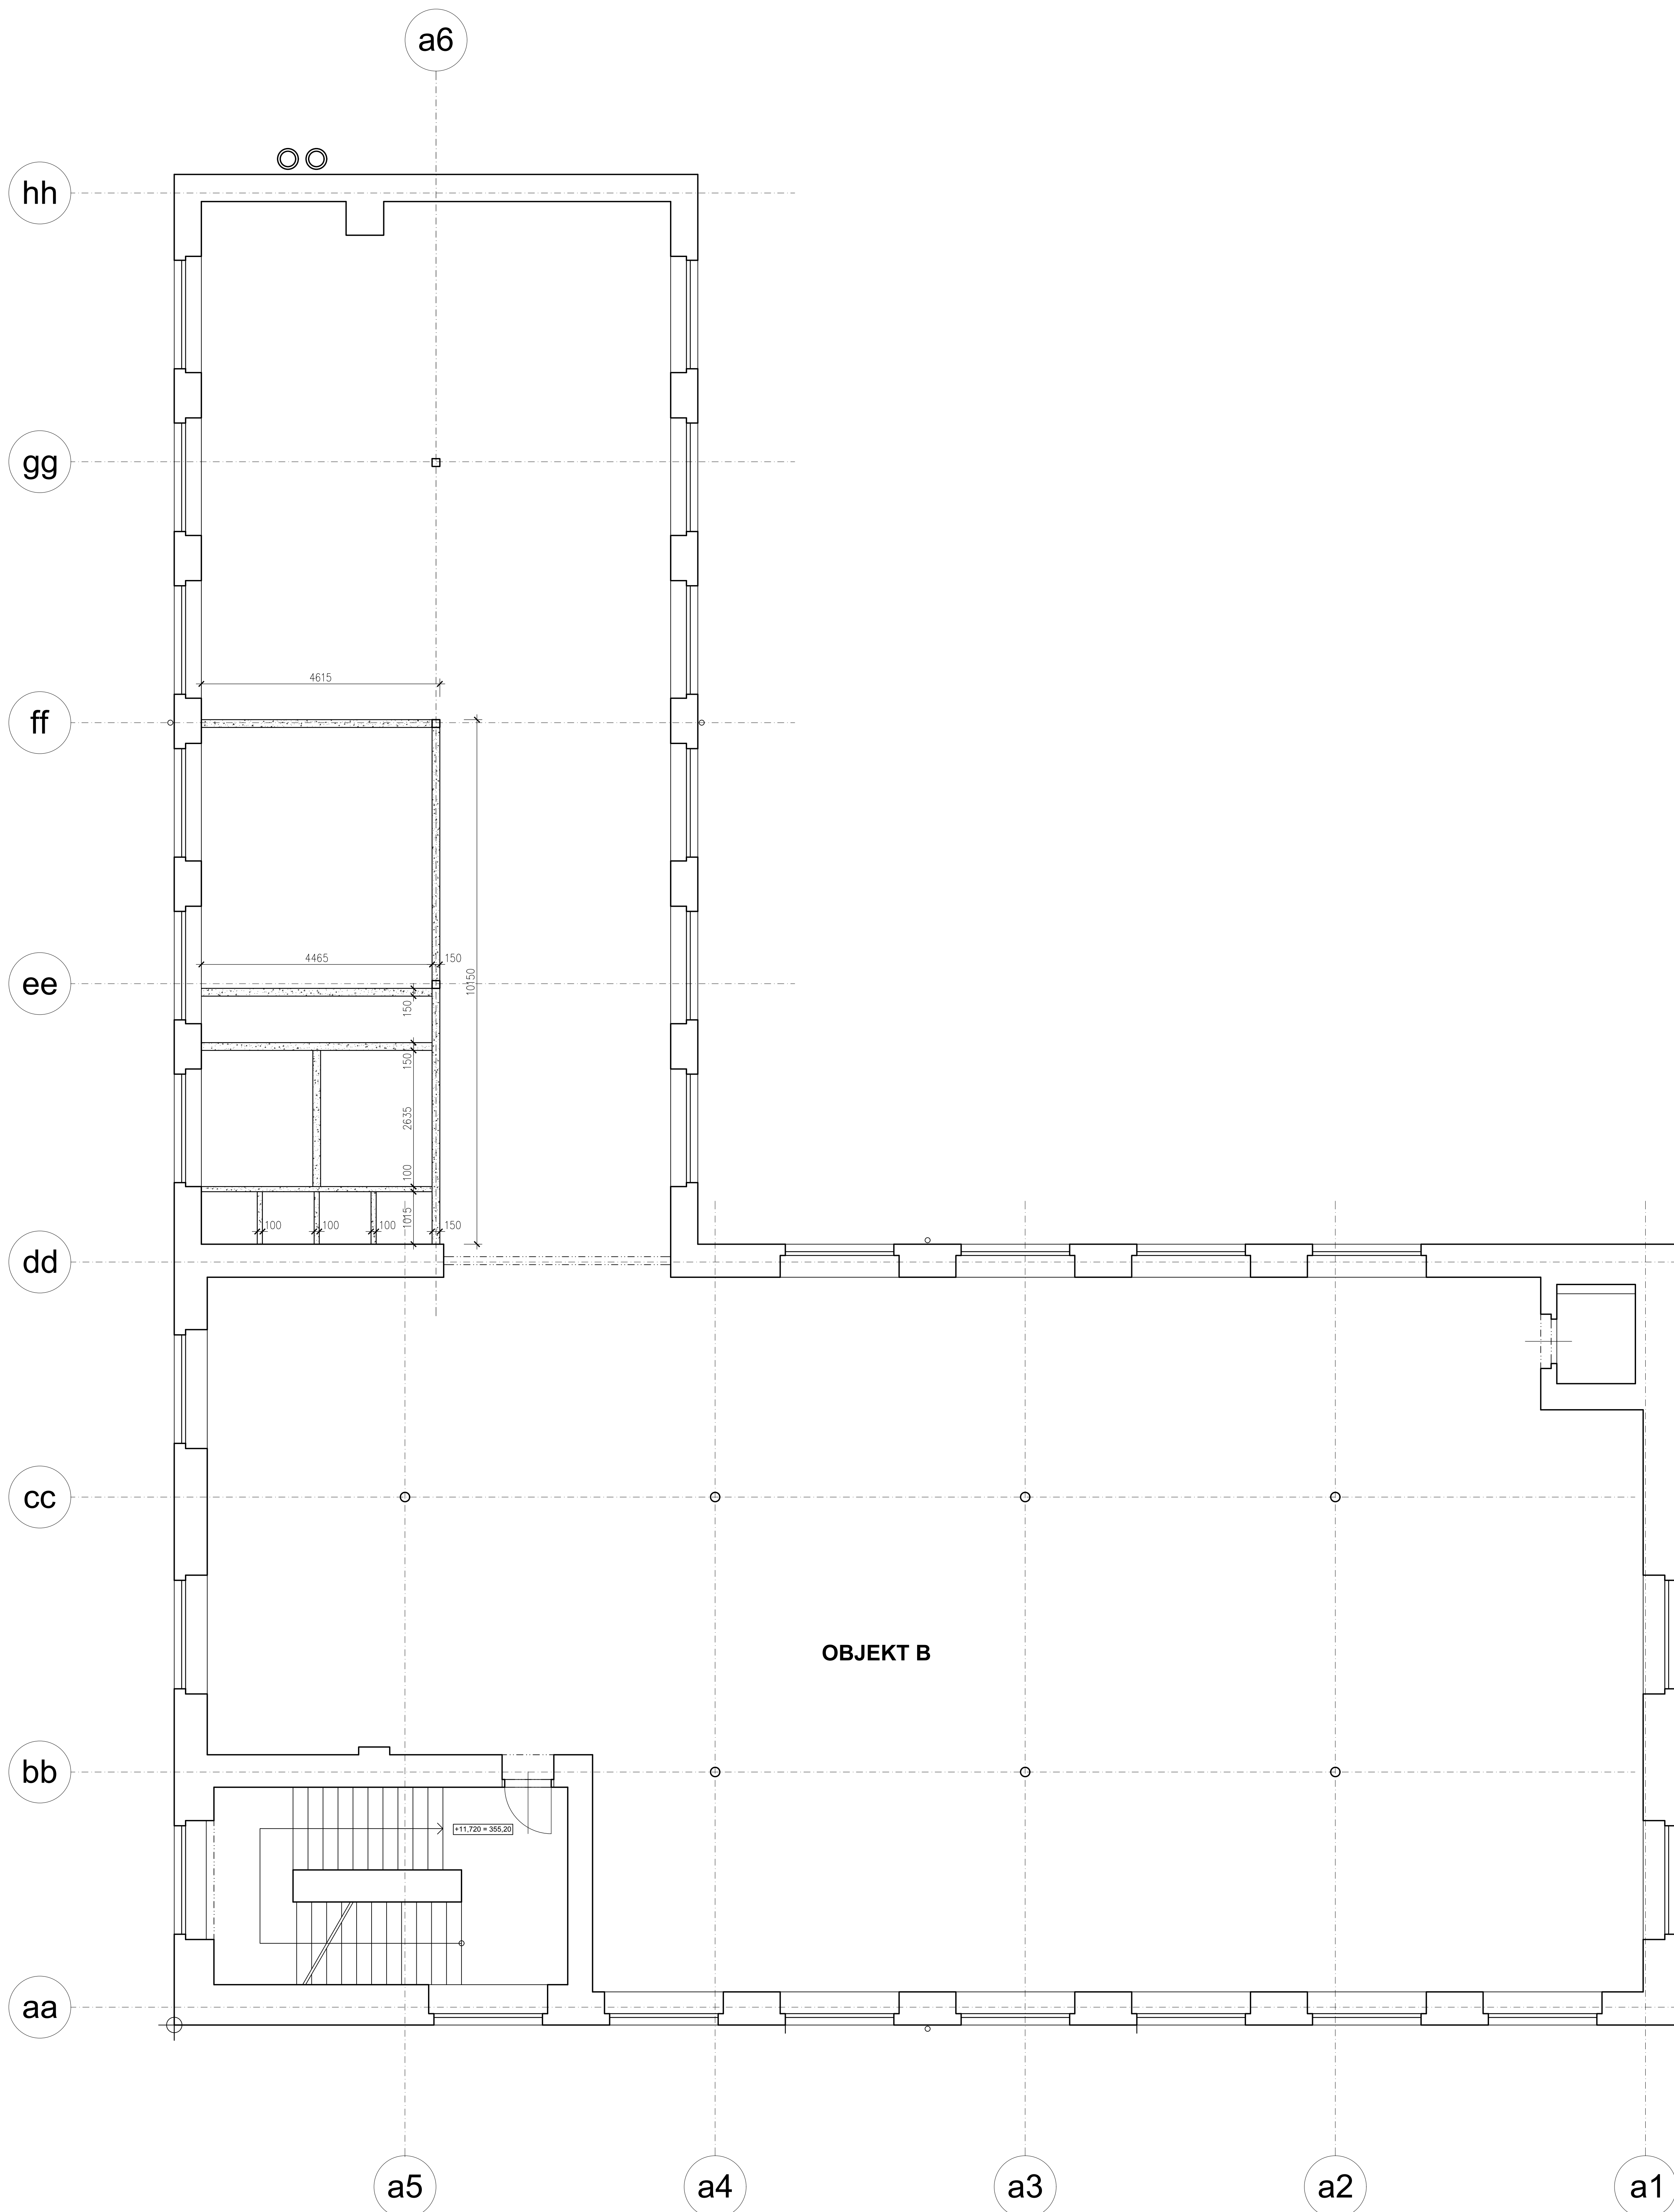 a6
hh
gg
4615
ff
4465
150
10150
ee
150
150
2635
100
100
100
100
1015
150
dd
cc
OBJEKT B
bb
+11,720 = 355,20
aa
a5
a4
a3
a2
a1